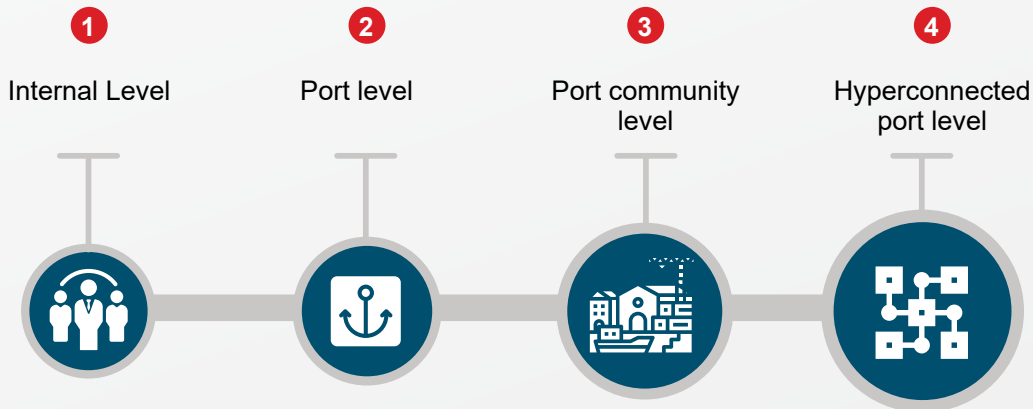 1
Internal Level
2
Port level
3
Port community
level
4
Hyperconnected
port level